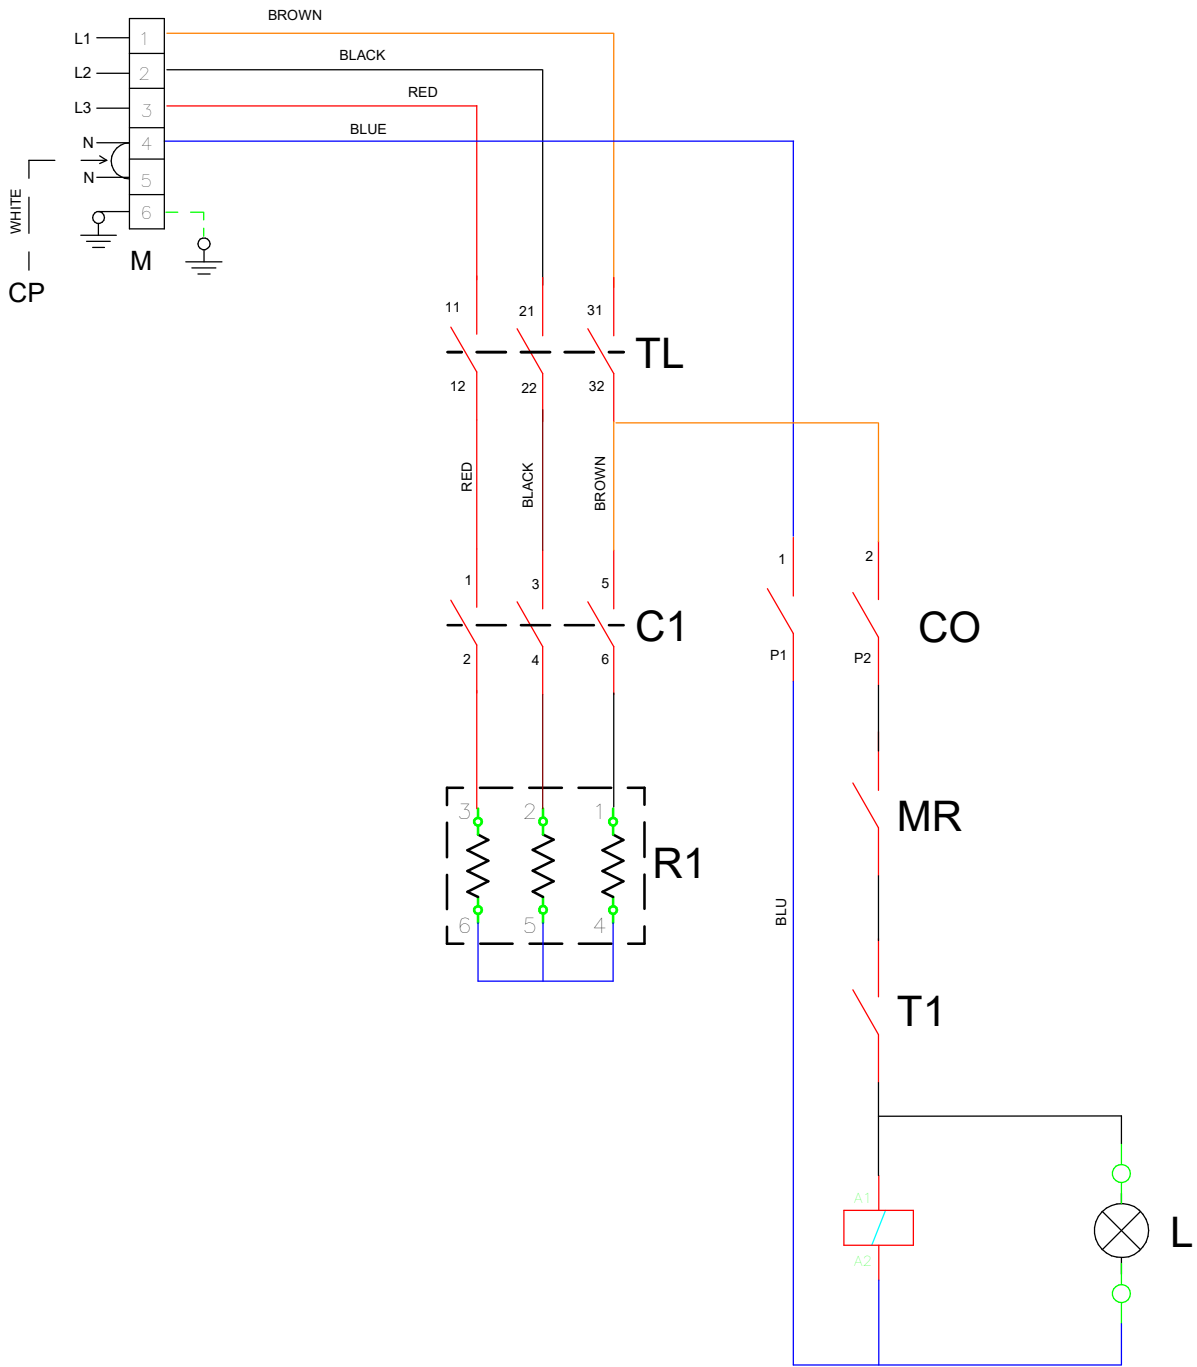 BROWN
L1 1
BLACK
L2 2
RED
L3 3
BLUE
N 4
N 5
WHITE
6
M
CP
11 21 31
TL
12 22 32
RED BLACK BROWN
1 2
1 3 5
C1 CO
2 4 6
P1 P2
3 2 1
MR
R1
6 5 4
BLU
T1
A1
L
A2